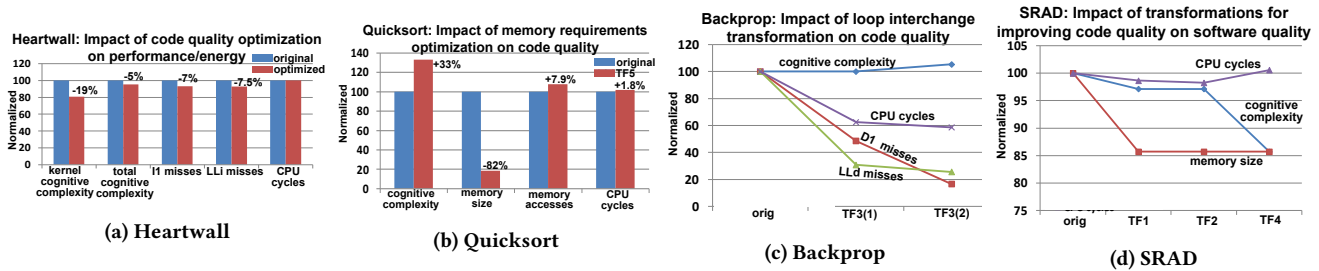 Heartwall: Impact of code quality optimization
on performance/energy
original
optimized
Normalized
120
100
80
60
40
20
0
-19%
-5%
-7%
-7.5%
kernel
cognitive
complexity
total
cognitive
complexity
I1 misses
LLi misses
CPU
cycles
(a) Heartwall
Quicksort: Impact of memory requirements
optimization on code quality
original
TF5
Normalized
140
120
100
80
60
40
20
0
+33%
-82%
+7.9%
+1.8%
cognitive
complexity
memory
size
memory
accesses
CPU
cycles
(b) Quicksort
Backprop: Impact of loop interchange
transformation on code quality
Normalized
120
100
80
60
40
20
0
cognitive complexity
CPU cycles
D1 misses
LLd misses
orig
TF3(1)
TF3(2)
(c) Backprop
SRAD: Impact of transformations for
improving code quality on software quality
Normalized
105
100
95
90
85
80
75
CPU cycles
cognitive
complexity
memory size
orig
TF1
TF2
TF4
(d) SRAD